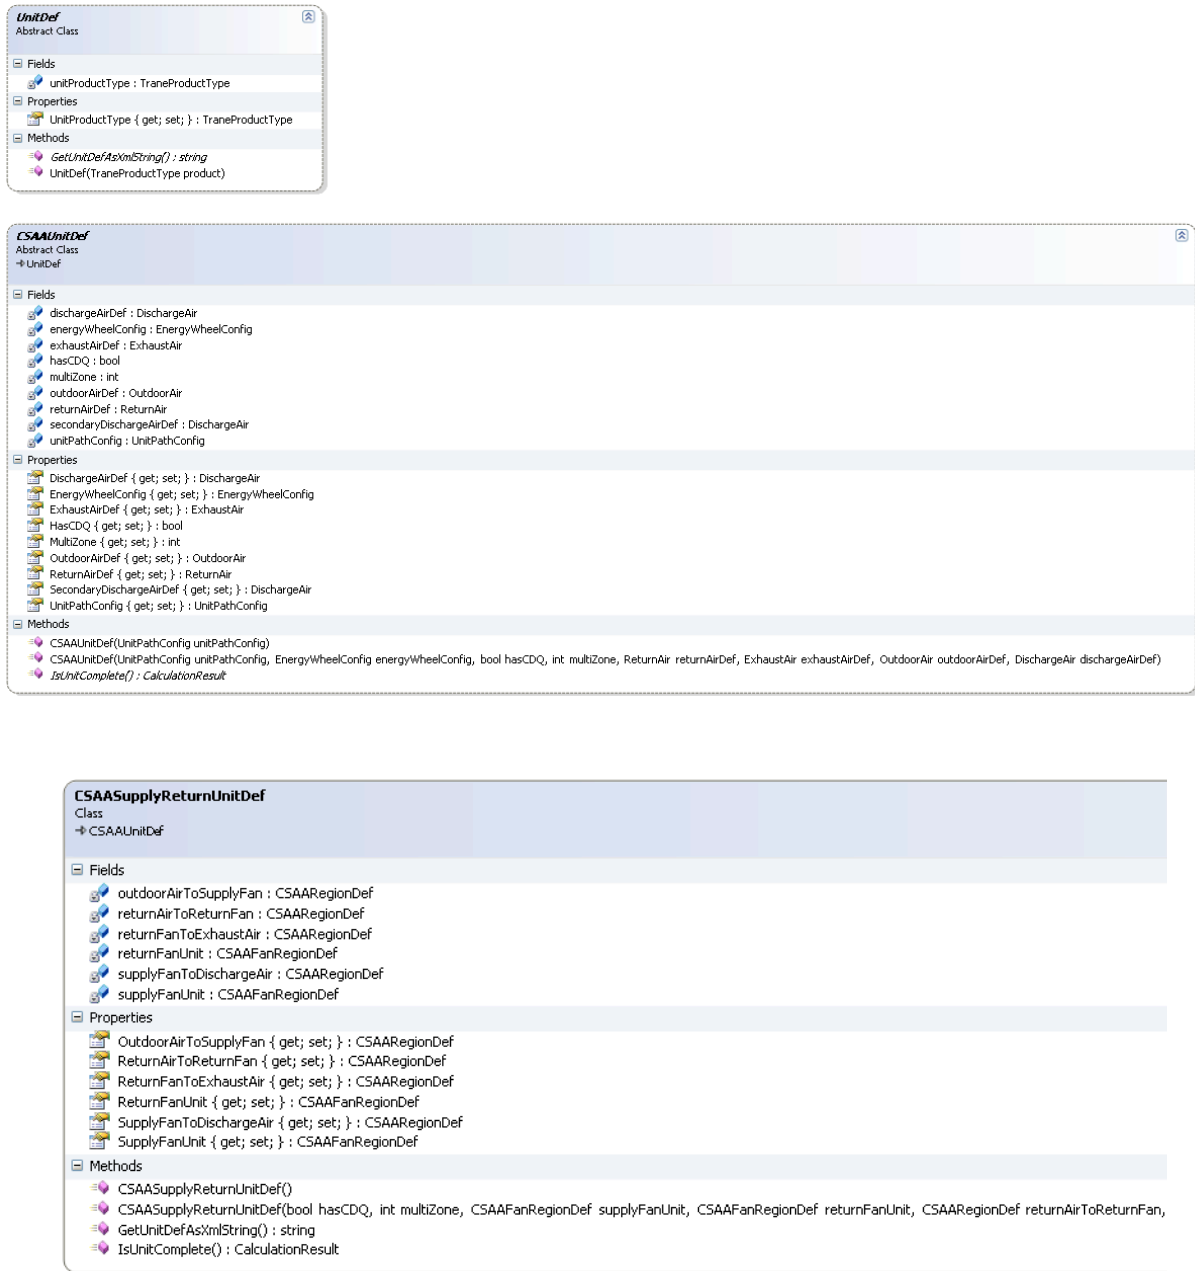 UnitDef
Abstract Class
Fields
unitProductType : TraneProductType
Properties
UnitProductType { get; set; } : TraneProductType
Methods
GetUnitDefAsXmlString() : string
UnitDef(TraneProductType product)
CSAAUnitDef
Abstract Class
UnitDef
Fields
dischargeAirDef : DischargeAir
energyWheelConfig : EnergyWheelConfig
exhaustAirDef : ExhaustAir
hasCDQ : bool
multiZone : int
outdoorAirDef : OutdoorAir
returnAirDef : ReturnAir
secondaryDischargeAirDef : DischargeAir
unitPathConfig : UnitPathConfig
Properties
DischargeAirDef { get; set; } : DischargeAir
EnergyWheelConfig { get; set; } : EnergyWheelConfig
ExhaustAirDef { get; set; } : ExhaustAir
HasCDQ { get; set; } : bool
MultiZone { get; set; } : int
OutdoorAirDef { get; set; } : OutdoorAir
ReturnAirDef { get; set; } : ReturnAir
SecondaryDischargeAirDef { get; set; } : DischargeAir
UnitPathConfig { get; set; } : UnitPathConfig
Methods
CSAAUnitDef(UnitPathConfig unitPathConfig)
CSAAUnitDef(UnitPathConfig unitPathConfig, EnergyWheelConfig energyWheelConfig, bool hasCDQ, int multiZone, ReturnAir returnAirDef, ExhaustAir exhaustAirDef, OutdoorAir outdoorAirDef, DischargeAir dischargeAirDef)
IsUnitComplete() : CalculationResult
CSAASupplyReturnUnitDef
Class
CSAAUnitDef
Fields
outdoorAirToSupplyFan : CSAARegionDef
returnAirToReturnFan : CSAARegionDef
returnFanToExhaustAir : CSAARegionDef
returnFanUnit : CSAAFanRegionDef
supplyFanToDischargeAir : CSAARegionDef
supplyFanUnit : CSAAFanRegionDef
Properties
OutdoorAirToSupplyFan { get; set; } : CSAARegionDef
ReturnAirToReturnFan { get; set; } : CSAARegionDef
ReturnFanToExhaustAir { get; set; } : CSAARegionDef
ReturnFanUnit { get; set; } : CSAAFanRegionDef
SupplyFanToDischargeAir { get; set; } : CSAARegionDef
SupplyFanUnit { get; set; } : CSAAFanRegionDef
Methods
CSAASupplyReturnUnitDef()
CSAASupplyReturnUnitDef(bool hasCDQ, int multiZone, CSAAFanRegionDef supplyFanUnit, CSAAFanRegionDef returnFanUnit, CSAARegionDef returnAirToReturnFan,
GetUnitDefAsXmlString() : string
IsUnitComplete() : CalculationResult